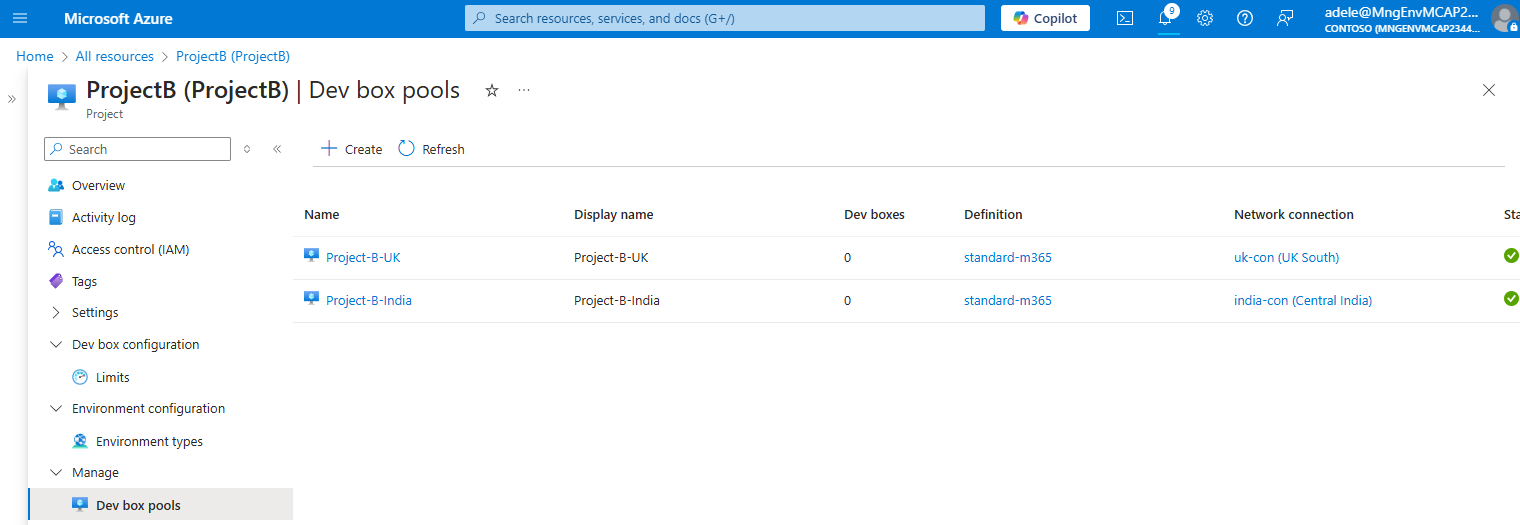 Microsoft Azure
Search resources, services, and docs (G+/)
Copilot
9
adele@MngEnvMCAP2...
CONTOSO (MNGENVMCAP2344...
Home > All resources > ProjectB (ProjectB)
ProjectB (ProjectB) | Dev box pools
Project
Search
Create Refresh
Overview
Activity log
Access control (IAM)
Tags
Settings
Dev box configuration
Limits
Environment configuration
Environment types
Manage
Dev box pools
Name Display name Dev boxes Definition Network connection Sta
Project-B-UK Project-B-UK 0 standard-m365 uk-con (UK South)
Project-B-India Project-B-India 0 standard-m365 india-con (Central India)